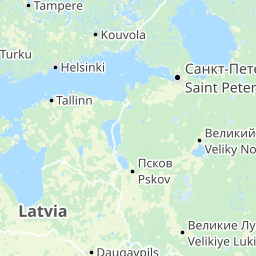 Tampere
Kouvola
Turku
Helsinki
Санкт-Пете
Saint Peter
Tallinn
Великий
Veliky No
Псков
Pskov
Latvia
Великие Лу
Velikiye Luki
Daugavpils